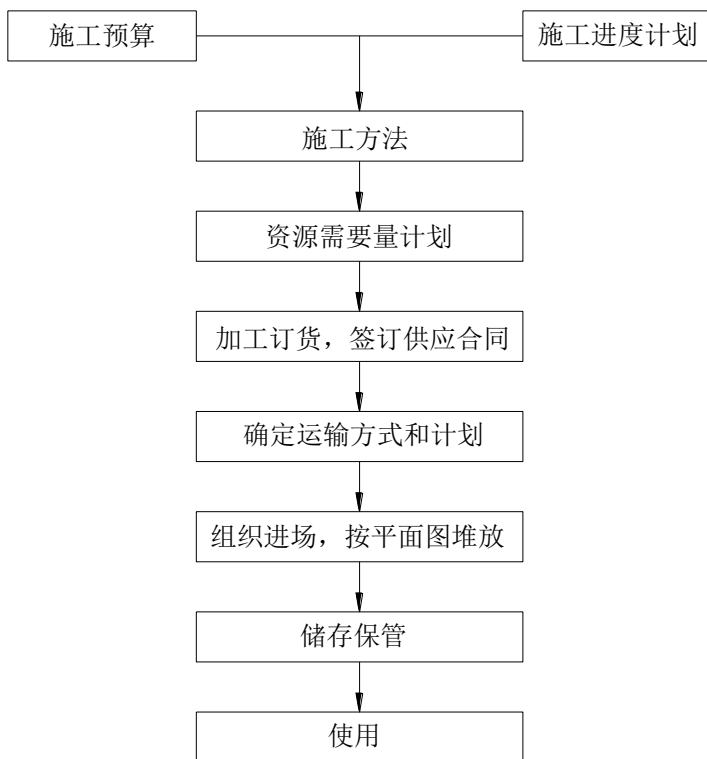 施工预算
施工进度计划
施工方法
资源需要量计划
加工订货，签订供应合同
确定运输方式和计划
组织进场，按平面图堆放
储存保管
使用